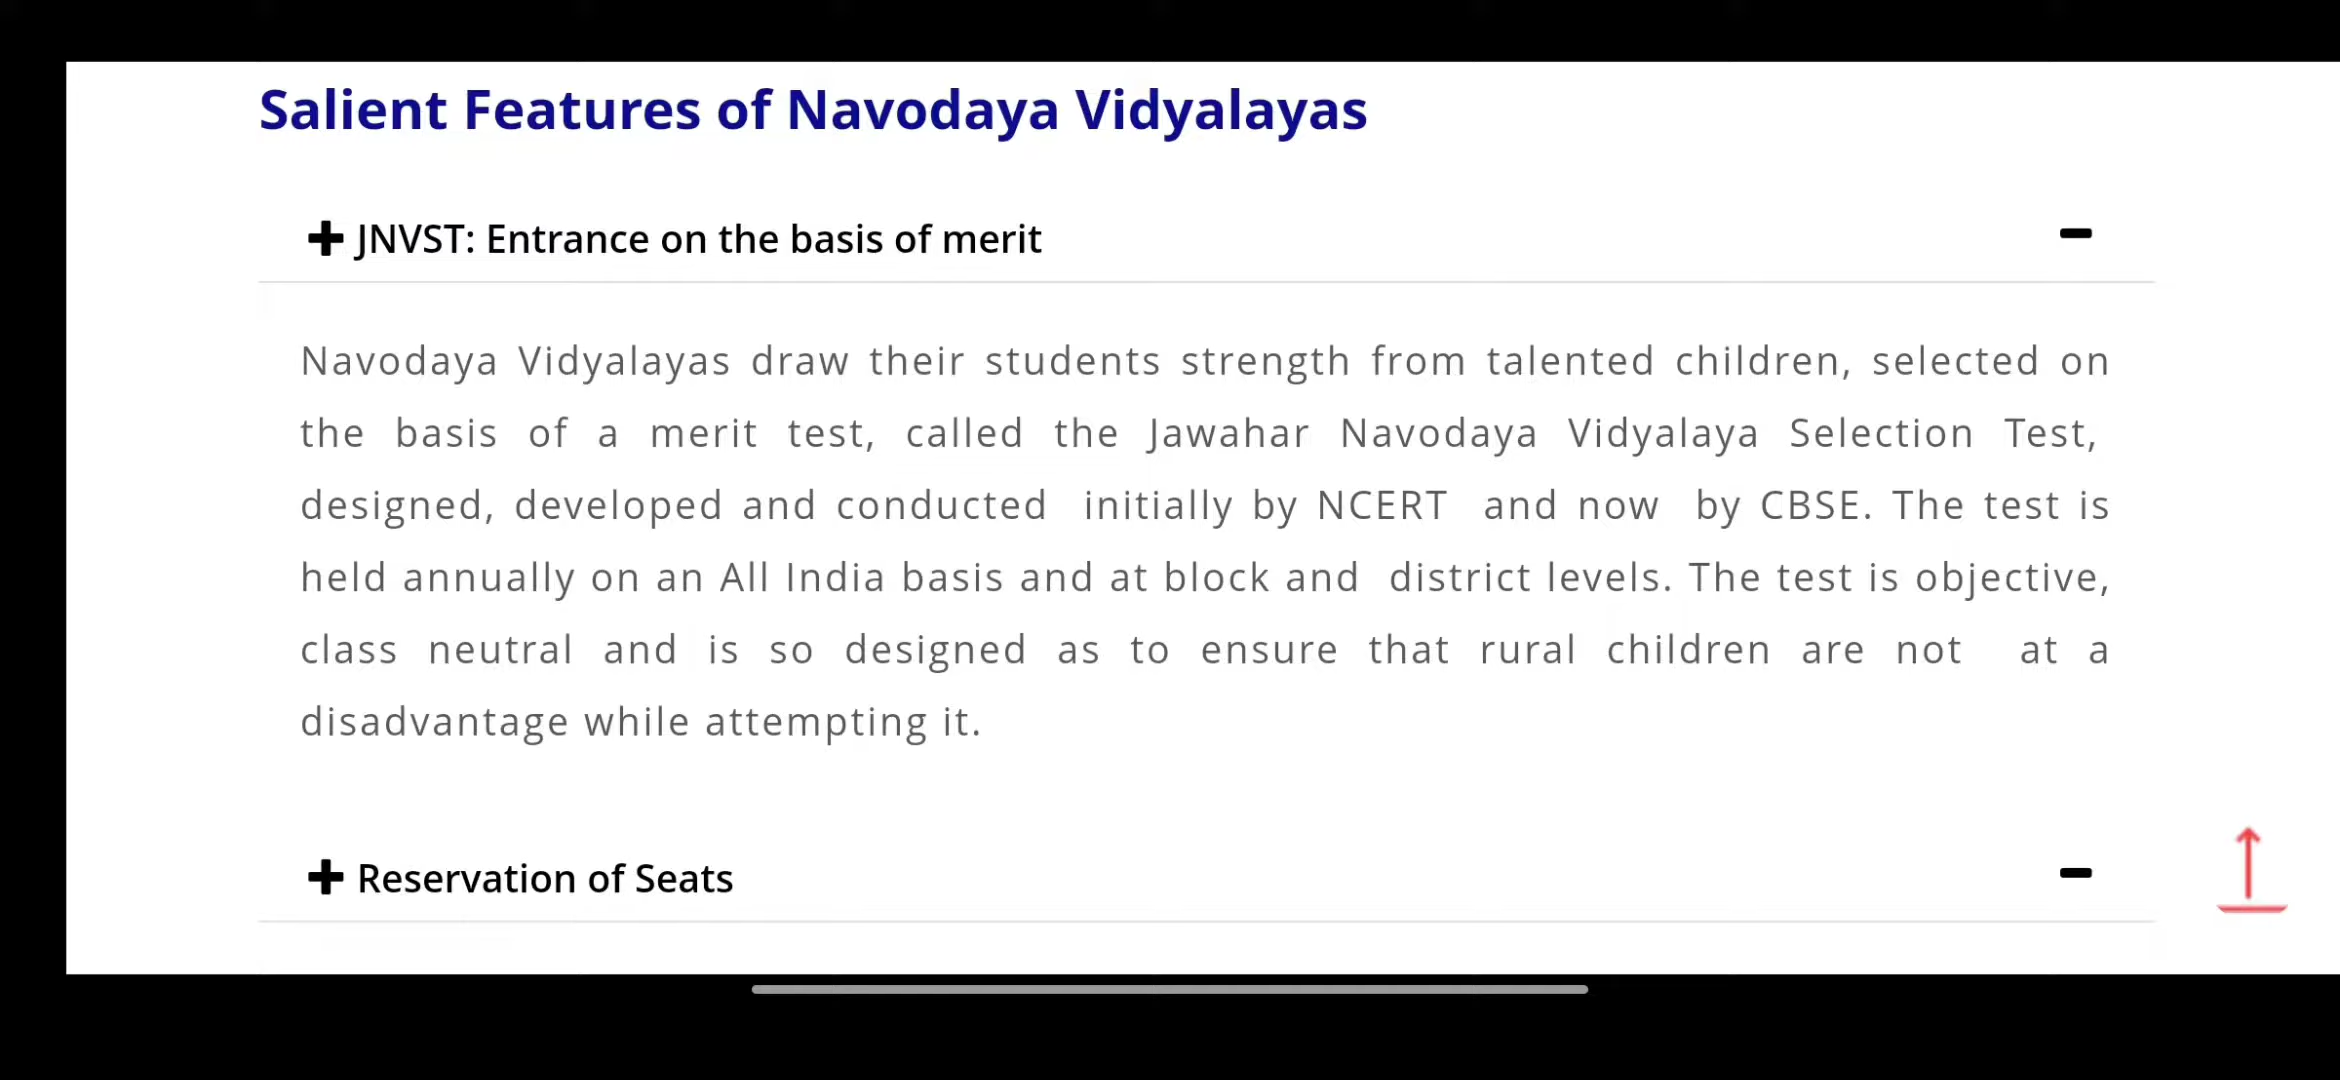 Salient Features of Navodaya Vidyalayas
JNVST: Entrance on the basis of merit
Navodaya Vidyalayas draw their students strength from talented children, selected on
the basis of a merit test, called the Jawahar Navodaya Vidyalaya Selection Test,
designed, developed and conducted initially by NCERT and now by CBSE. The test is
held annually on an All India basis and at block and district levels. The test is objective,
class neutral and is so designed as to ensure that rural children are not at a
disadvantage while attempting it.
Reservation of Seats